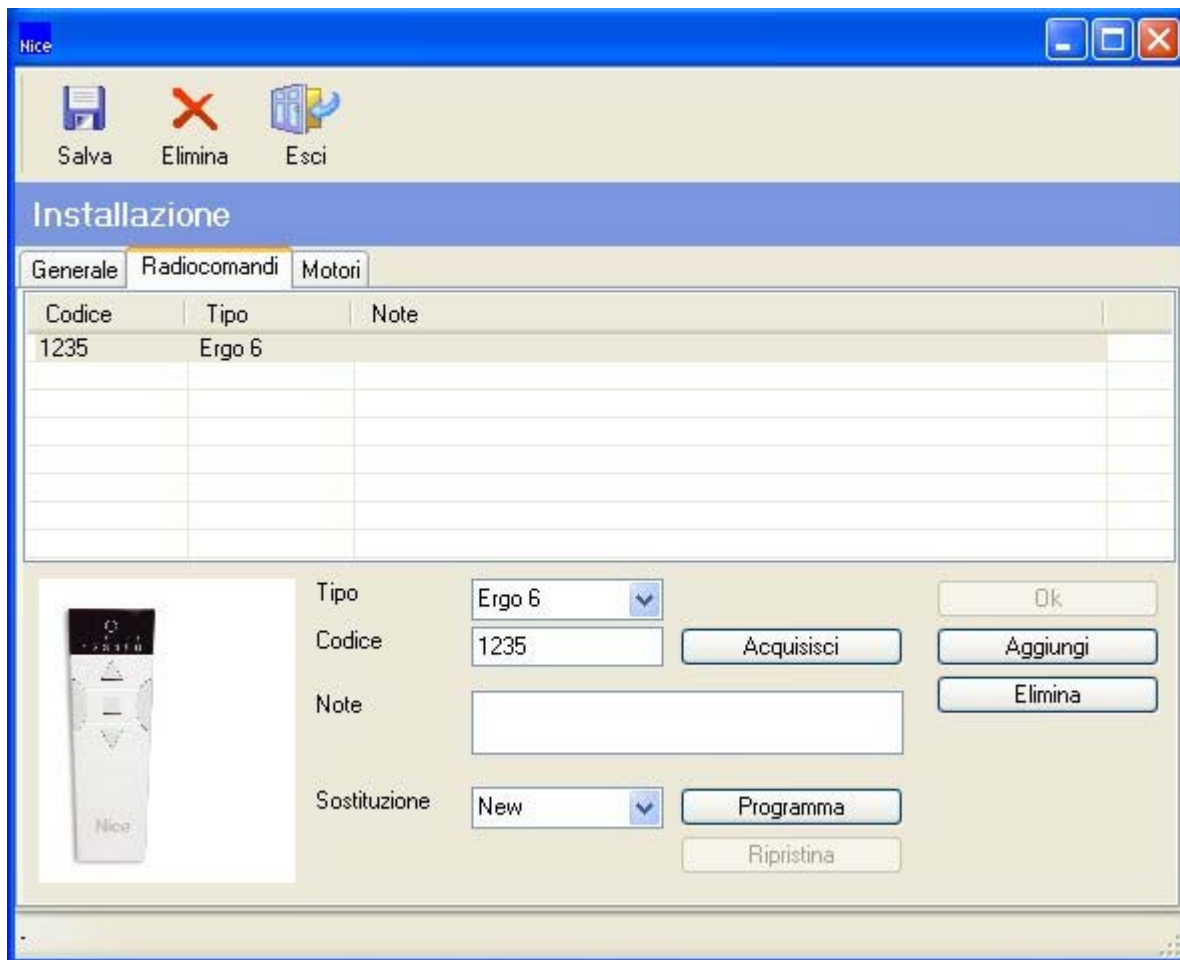 Nice
Salva Elimina Esci
Installazione
Generale Radiocomandi Motori
Codice Tipo Note
1235 Ergo 6
Tipo Ergo 6 Ok
Codice 1235 Acquisisci Aggiungi
Elimina
Note
Sostituzione New Programma
Ripristina
Nice